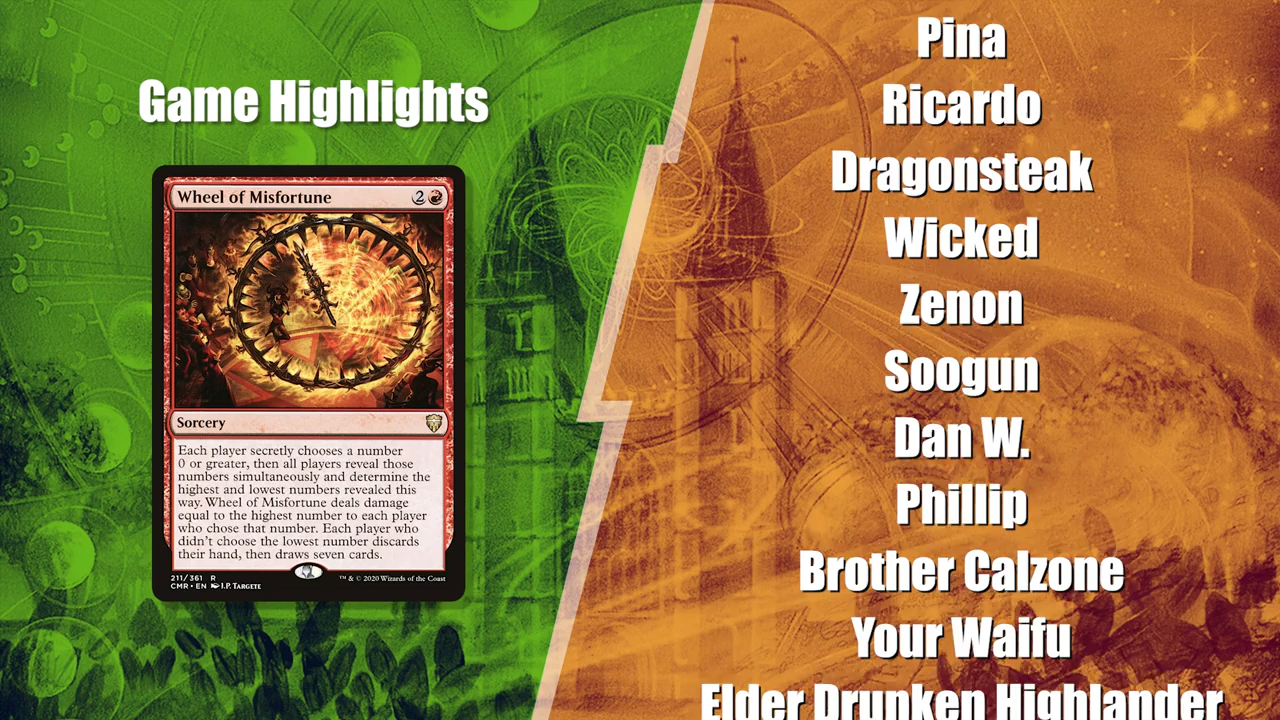 Game Highlights
Wheel of Misfortune 2
Sorcery
Each player secretly chooses a number
0 or greater, then all players reveal those
numbers simultaneously and determine the
highest and lowest numbers revealed this
way. Wheel of Misfortune deals damage
equal to the highest number to each player
who chose that number. Each player who
didn't choose the lowest number discards
their hand, then draws seven cards.
211/361 R
CMR • EN J.P. TARGETE
™ & © 2020 Wizards of the Coast
Pina
Ricardo
Dragonsteak
Wicked
Zenon
Soogun
Dan W.
Phillip
Brother Calzone
Your Waifu
Elder Drunken Highlander